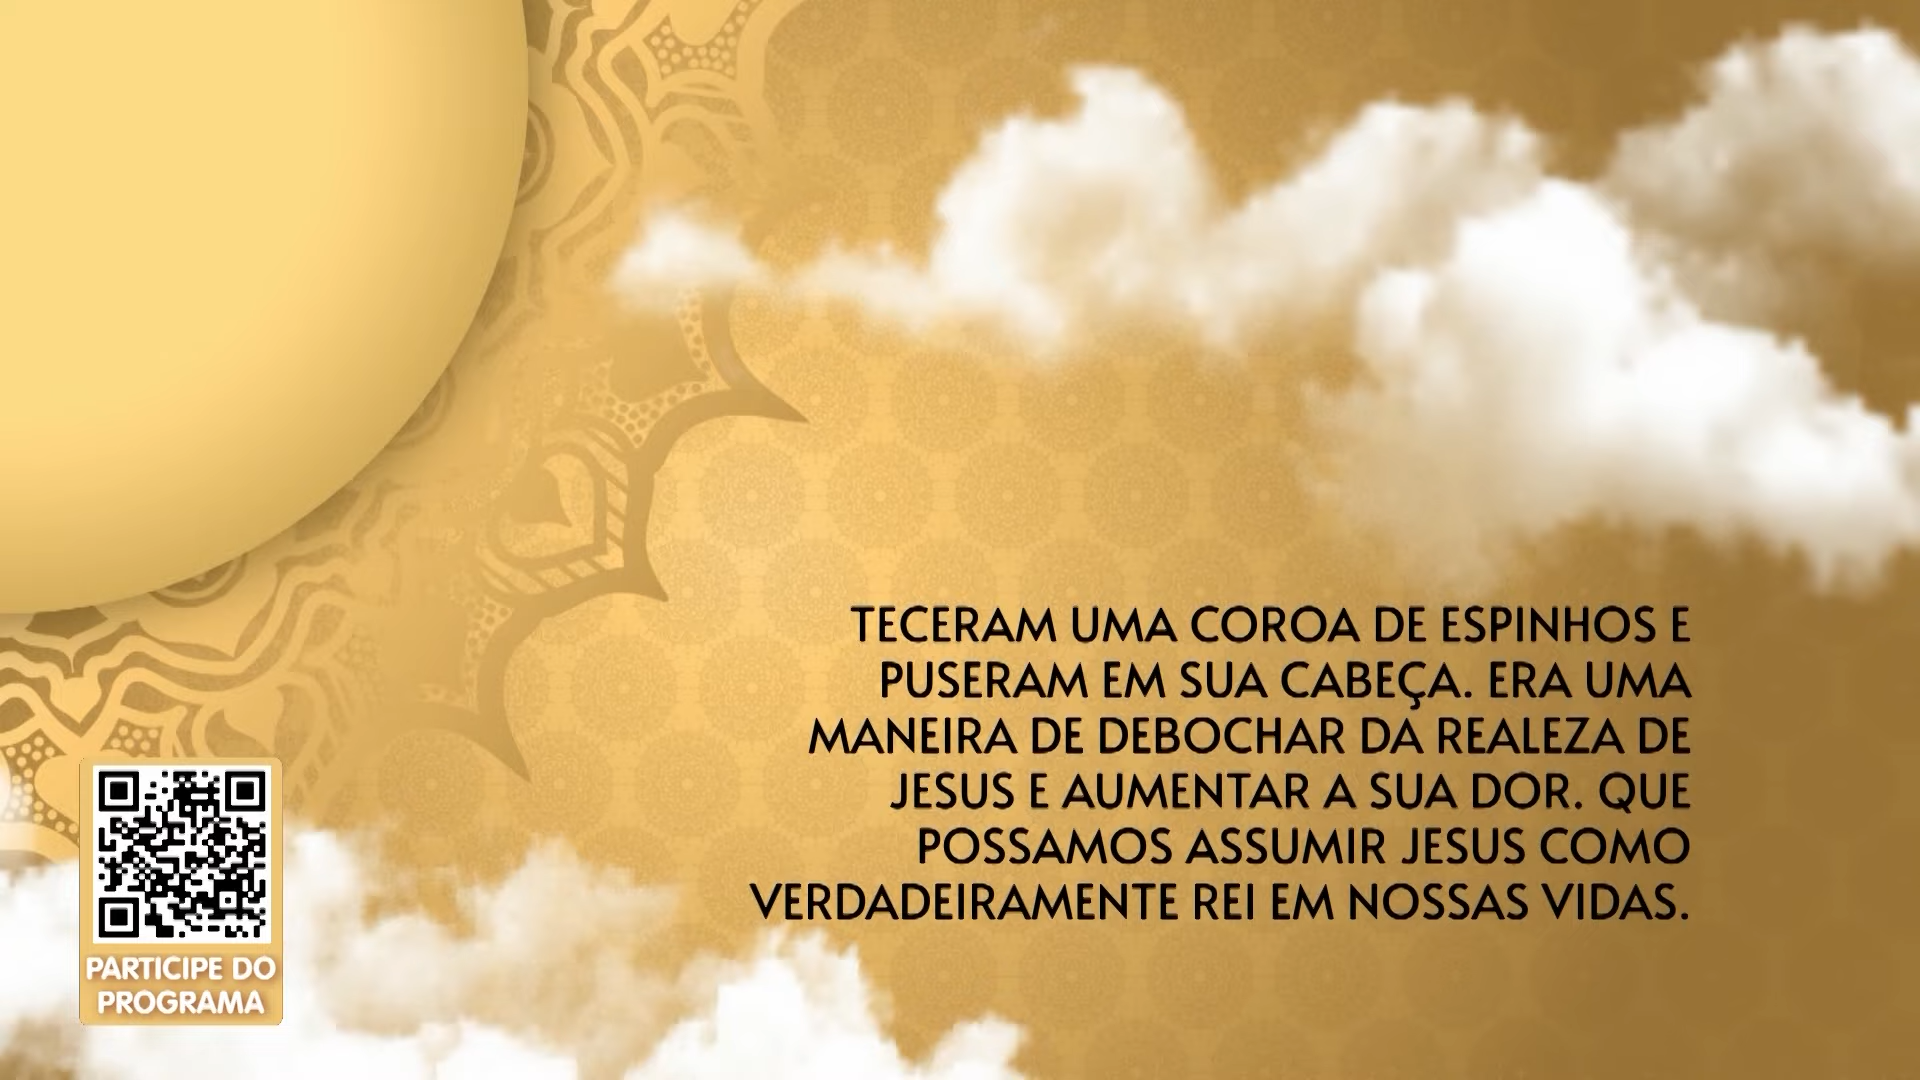 TECERAM UMA COROA DE ESPINHOS E
PUSERAM EM SUA CABEÇA. ERA UMA
MANEIRA DE DEBOCHAR DA REALEZA DE
JESUS E AUMENTAR A SUA DOR. QUE
POSSAMOS ASSUMIR JESUS COMO
VERDADEIRAMENTE REI EM NOSSAS VIDAS.
PARTICIPE DO
PROGRAMA